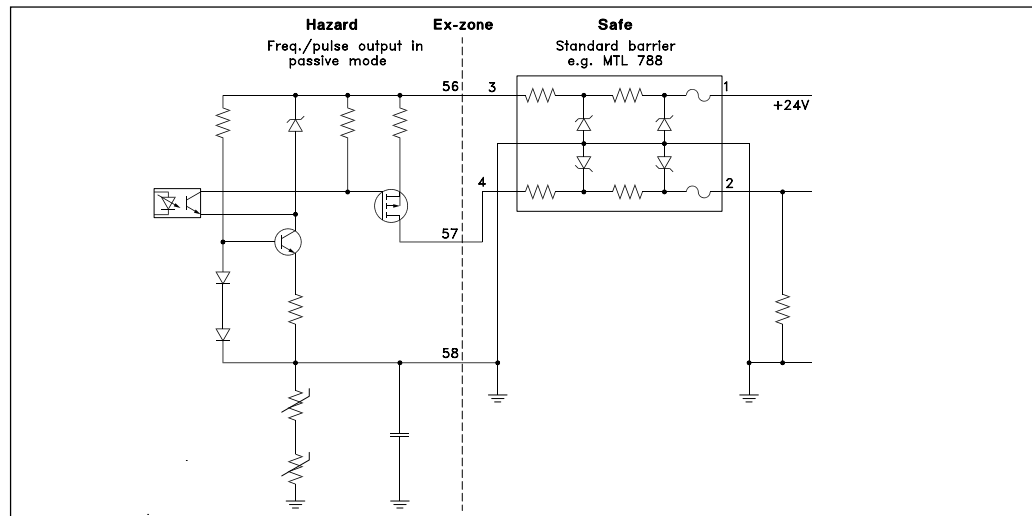 Hazard
Ex-zone
Safe
Freq./pulse output in
passive mode
Standard barrier
e.g. MTL 788
56
3
1
+24V
4
2
57
58